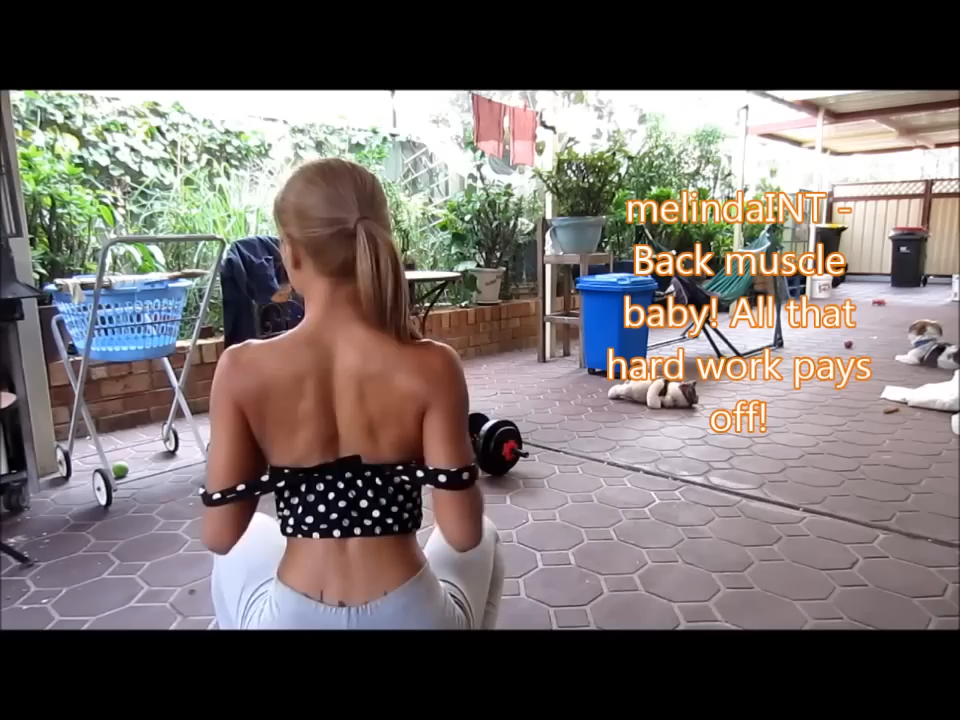 melindaINT -
Back muscle
baby! All that
hard work pays
off!